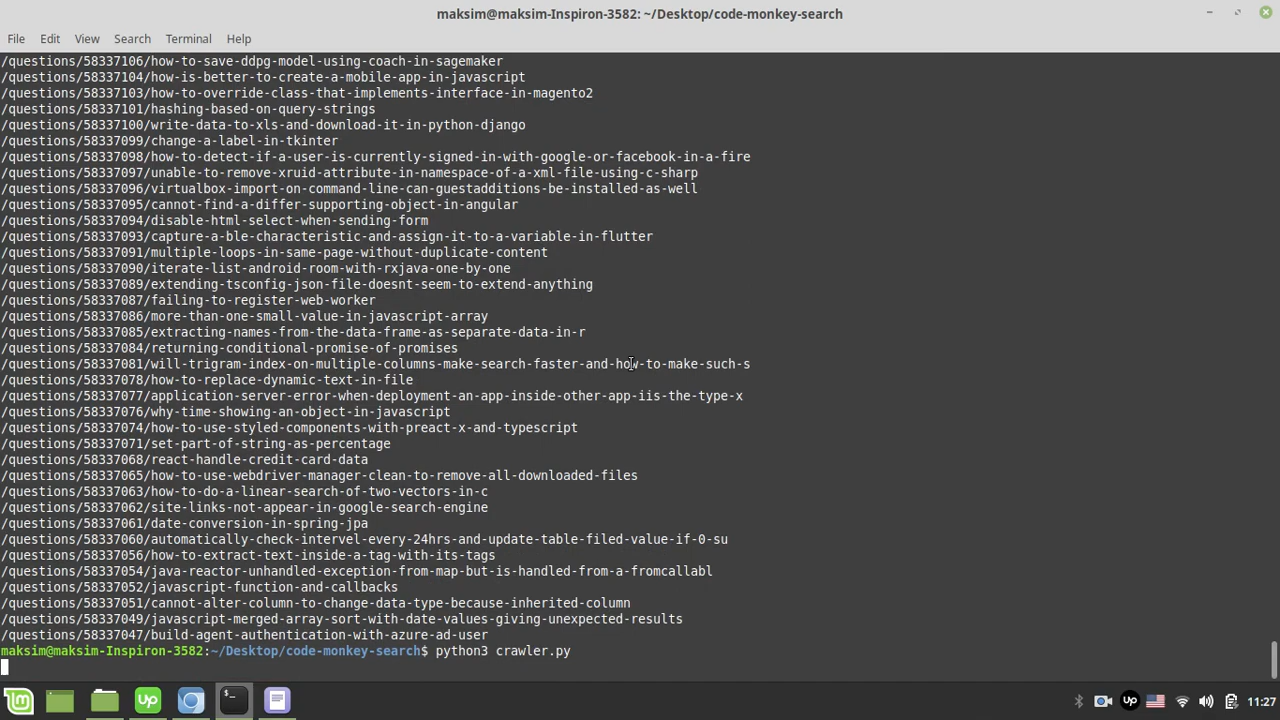 maksim@maksim-Inspiron-3582: ~/Desktop/code-monkey-search
File Edit View Search Terminal Help
/questions/58337106/how-to-save-ddpg-model-using-coach-in-sagemaker
/questions/58337104/how-is-better-to-create-a-mobile-app-in-javascript
/questions/58337103/how-to-override-class-that-implements-interface-in-magento2
/questions/58337101/hashing-based-on-query-strings
/questions/58337100/write-data-to-xls-and-download-it-in-python-django
/questions/58337099/change-a-label-in-tkinter
/questions/58337098/how-to-detect-if-a-user-is-currently-signed-in-with-google-or-facebook-in-a-fire
/questions/58337097/unable-to-remove-xruid-attribute-in-namespace-of-a-xml-file-using-c-sharp
/questions/58337096/virtualbox-import-on-command-line-can-guestadditions-be-installed-as-well
/questions/58337095/cannot-find-a-differ-supporting-object-in-angular
/questions/58337094/disable-html-select-when-sending-form
/questions/58337093/capture-a-ble-characteristic-and-assign-it-to-a-variable-in-flutter
/questions/58337091/multiple-loops-in-same-page-without-duplicate-content
/questions/58337090/iterate-list-android-room-with-rxjava-one-by-one
/questions/58337089/extending-tsconfig-json-file-doesnt-seem-to-extend-anything
/questions/58337087/failing-to-register-web-worker
/questions/58337086/more-than-one-small-value-in-javascript-array
/questions/58337085/extracting-names-from-the-data-frame-as-separate-data-in-r
/questions/58337084/returning-conditional-promise-of-promises
/questions/58337081/will-trigram-index-on-multiple-columns-make-search-faster-and-how-to-make-such-s
/questions/58337078/how-to-replace-dynamic-text-in-file
/questions/58337077/application-server-error-when-deployment-an-app-inside-other-app-iis-the-type-x
/questions/58337076/why-time-showing-an-object-in-javascript
/questions/58337074/how-to-use-styled-components-with-preact-x-and-typescript
/questions/58337071/set-part-of-string-as-percentage
/questions/58337068/react-handle-credit-card-data
/questions/58337065/how-to-use-webdriver-manager-clean-to-remove-all-downloaded-files
/questions/58337063/how-to-do-a-linear-search-of-two-vectors-in-c
/questions/58337062/site-links-not-appear-in-google-search-engine
/questions/58337061/date-conversion-in-spring-jpa
/questions/58337060/automatically-check-intervel-every-24hrs-and-update-table-filed-value-if-0-su
/questions/58337056/how-to-extract-text-inside-a-tag-with-its-tags
/questions/58337054/java-reactor-unhandled-exception-from-map-but-is-handled-from-a-fromcallabl
/questions/58337052/javascript-function-and-callbacks
/questions/58337051/cannot-alter-column-to-change-data-type-because-inherited-column
/questions/58337049/javascript-merged-array-sort-with-date-values-giving-unexpected-results
/questions/58337047/build-agent-authentication-with-azure-ad-user
maksim@maksim-Inspiron-3582:~/Desktop/code-monkey-search$ python3 crawler.py
Up $_ Up 11:27